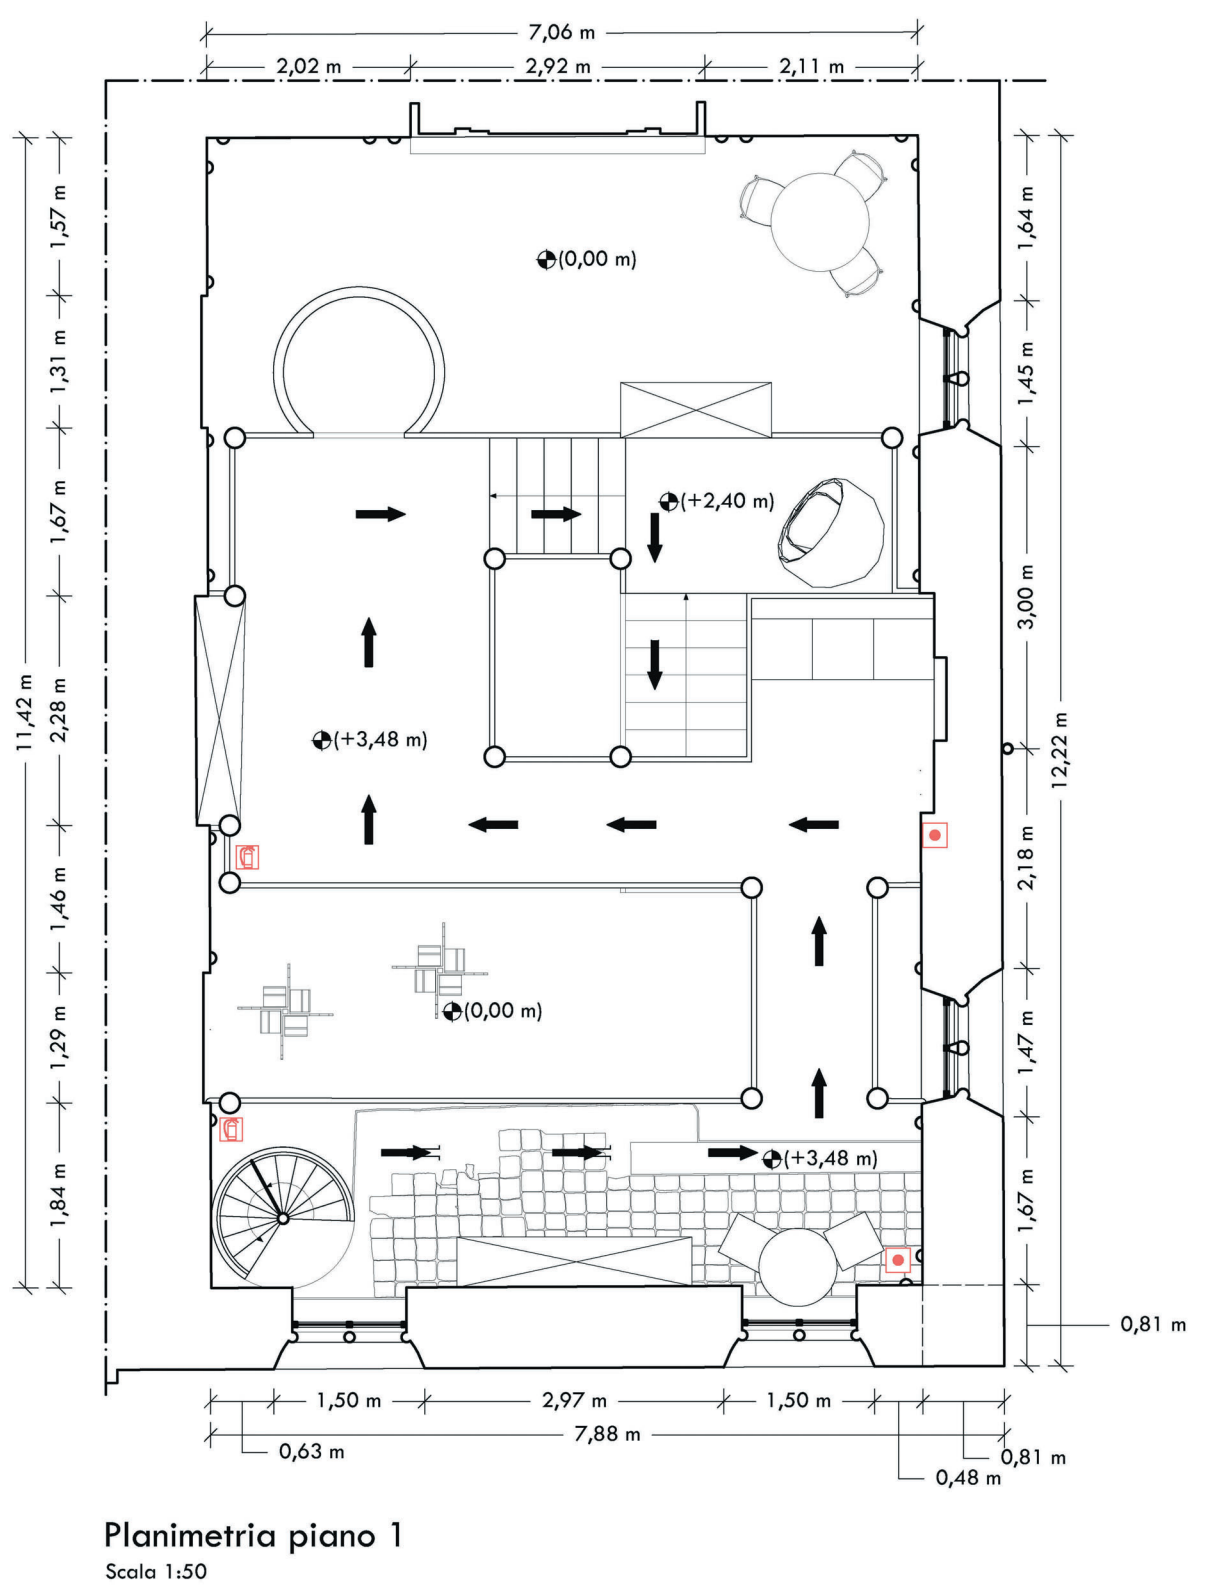 7,06 m
2,02 m
2,92 m
2,11 m
1,57 m
1,31 m
1,67 m
2,28 m
1,46 m
1,29 m
1,84 m
11,42 m
(0,00 m)
(+2,40 m)
(+3,48 m)
(0,00 m)
(+3,48 m)
1,64 m
1,45 m
3,00 m
2,18 m
1,47 m
1,67 m
12,22 m
0,81 m
1,50 m
2,97 m
1,50 m
7,88 m
0,63 m
0,81 m
0,48 m
Planimetria piano 1
Scala 1:50